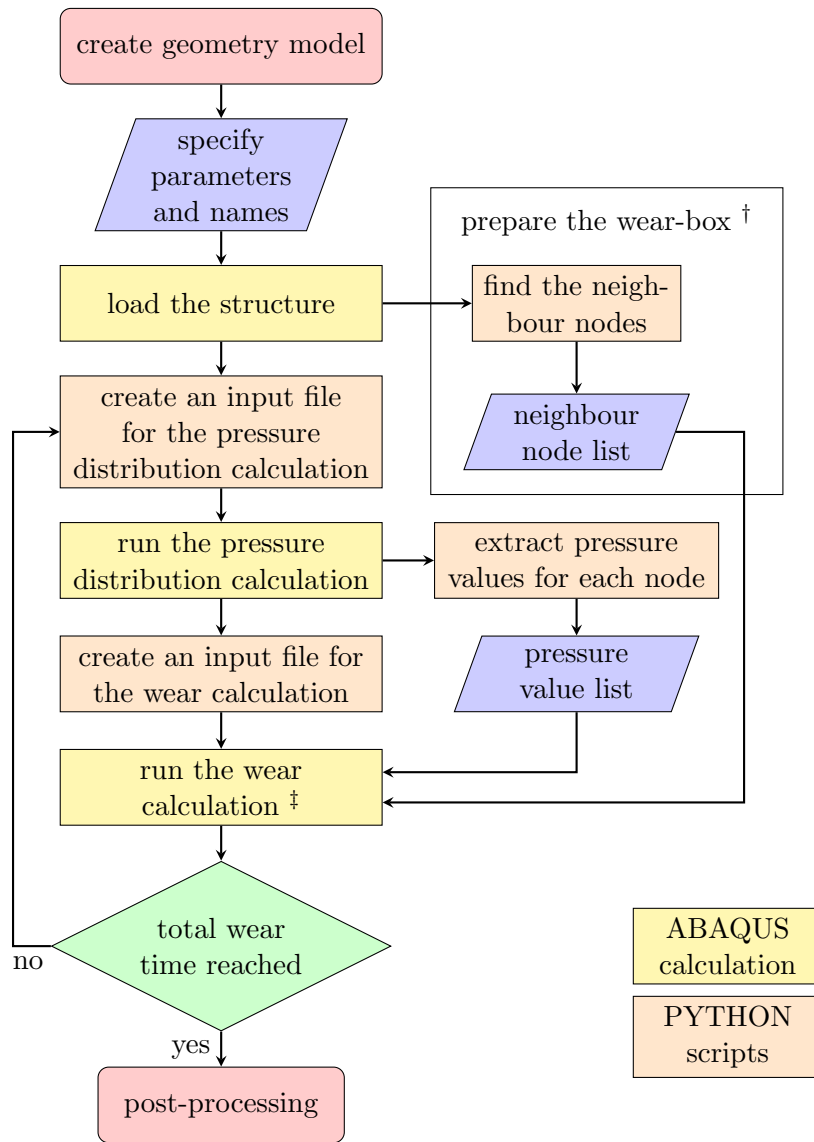 create geometry model
specify
parameters
and names
prepare the wear-box †
load the structure
find the neigh-
bour nodes
create an input file
for the pressure
distribution calculation
neighbour
node list
run the pressure
distribution calculation
extract pressure
values for each node
create an input file for
the wear calculation
pressure
value list
run the wear
calculation ‡
total wear
time reached
no
yes
post-processing
ABAQUS
calculation
PYTHON
scripts